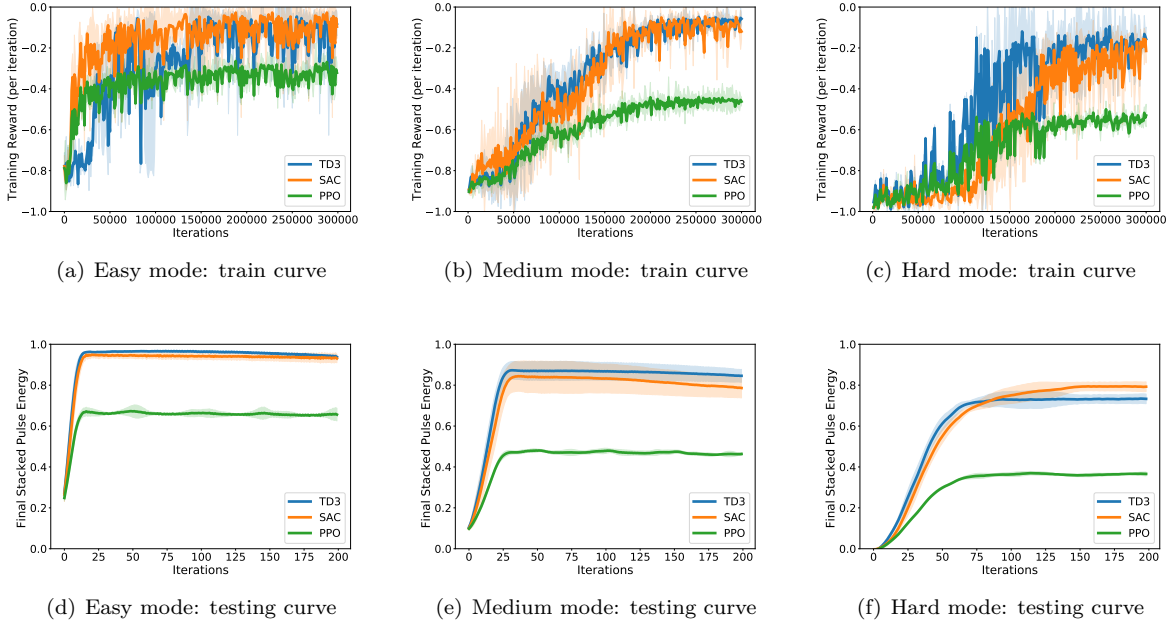 Training Reward (per iteration)
−0.2
−0.4
−0.6
−0.8
−1.0
0 50000 100000 150000 200000 250000 300000
Iterations
TD3
SAC
PPO
(a) Easy mode: train curve
Training Reward (per iteration)
0.0
−0.2
−0.4
−0.6
−0.8
−1.0
0 50000 100000 150000 200000 250000 300000
Iterations
TD3
SAC
PPO
(b) Medium mode: train curve
Training Reward (per iteration)
0.0
−0.2
−0.4
−0.6
−0.8
−1.0
0 50000 100000 150000 200000 250000 300000
Iterations
TD3
SAC
PPO
(c) Hard mode: train curve
Final Stacked Pulse Energy
1.0
0.8
0.6
0.4
0.2
0.0
0 25 50 75 100 125 150 175 200
Iterations
TD3
SAC
PPO
(d) Easy mode: testing curve
Final Stacked Pulse Energy
1.0
0.8
0.6
0.4
0.2
0.0
0 25 50 75 100 125 150 175 200
Iterations
TD3
SAC
PPO
(e) Medium mode: testing curve
Final Stacked Pulse Energy
1.0
0.8
0.6
0.4
0.2
0.0
0 25 50 75 100 125 150 175 200
Iterations
TD3
SAC
PPO
(f) Hard mode: testing curve